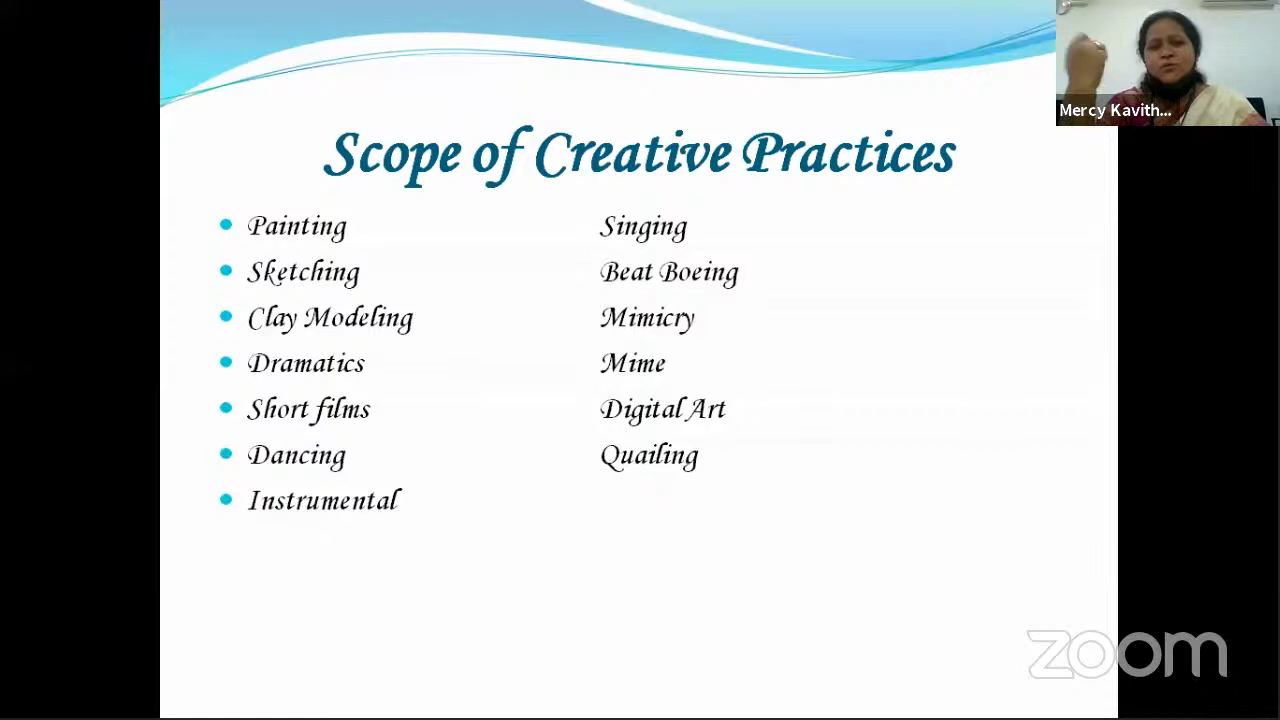 Mercy Kavith...
Scope of Creative Practices
Painting Singing
Sketching Beat Boeing
Clay Modeling Mimicry
Dramatics Mime
Short films Digital Art
Dancing Quailing
Instrumental
zoom